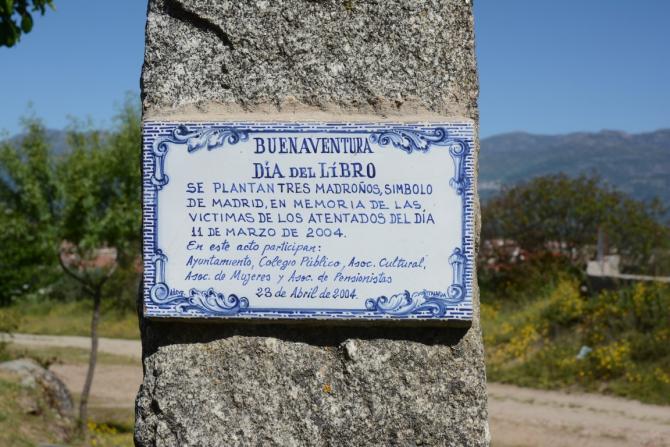 BUENAVENTURA
DÍA DEL LÍBRO
SE PLANTAN TRES MADROÑOS, SIMBOLO
DE MADRID, EN MEMORIA DE LAS,
VICTIMAS DE LOS ATENTADOS DEL DÍA
11 DE MARZO DE 2004.
En este acto participan:
Ayuntamiento, Colegio Público, Asoc. Cultural,
Asoc. de Mujeres y Asoc. de Pensionistas
23 de Abril de 2004.